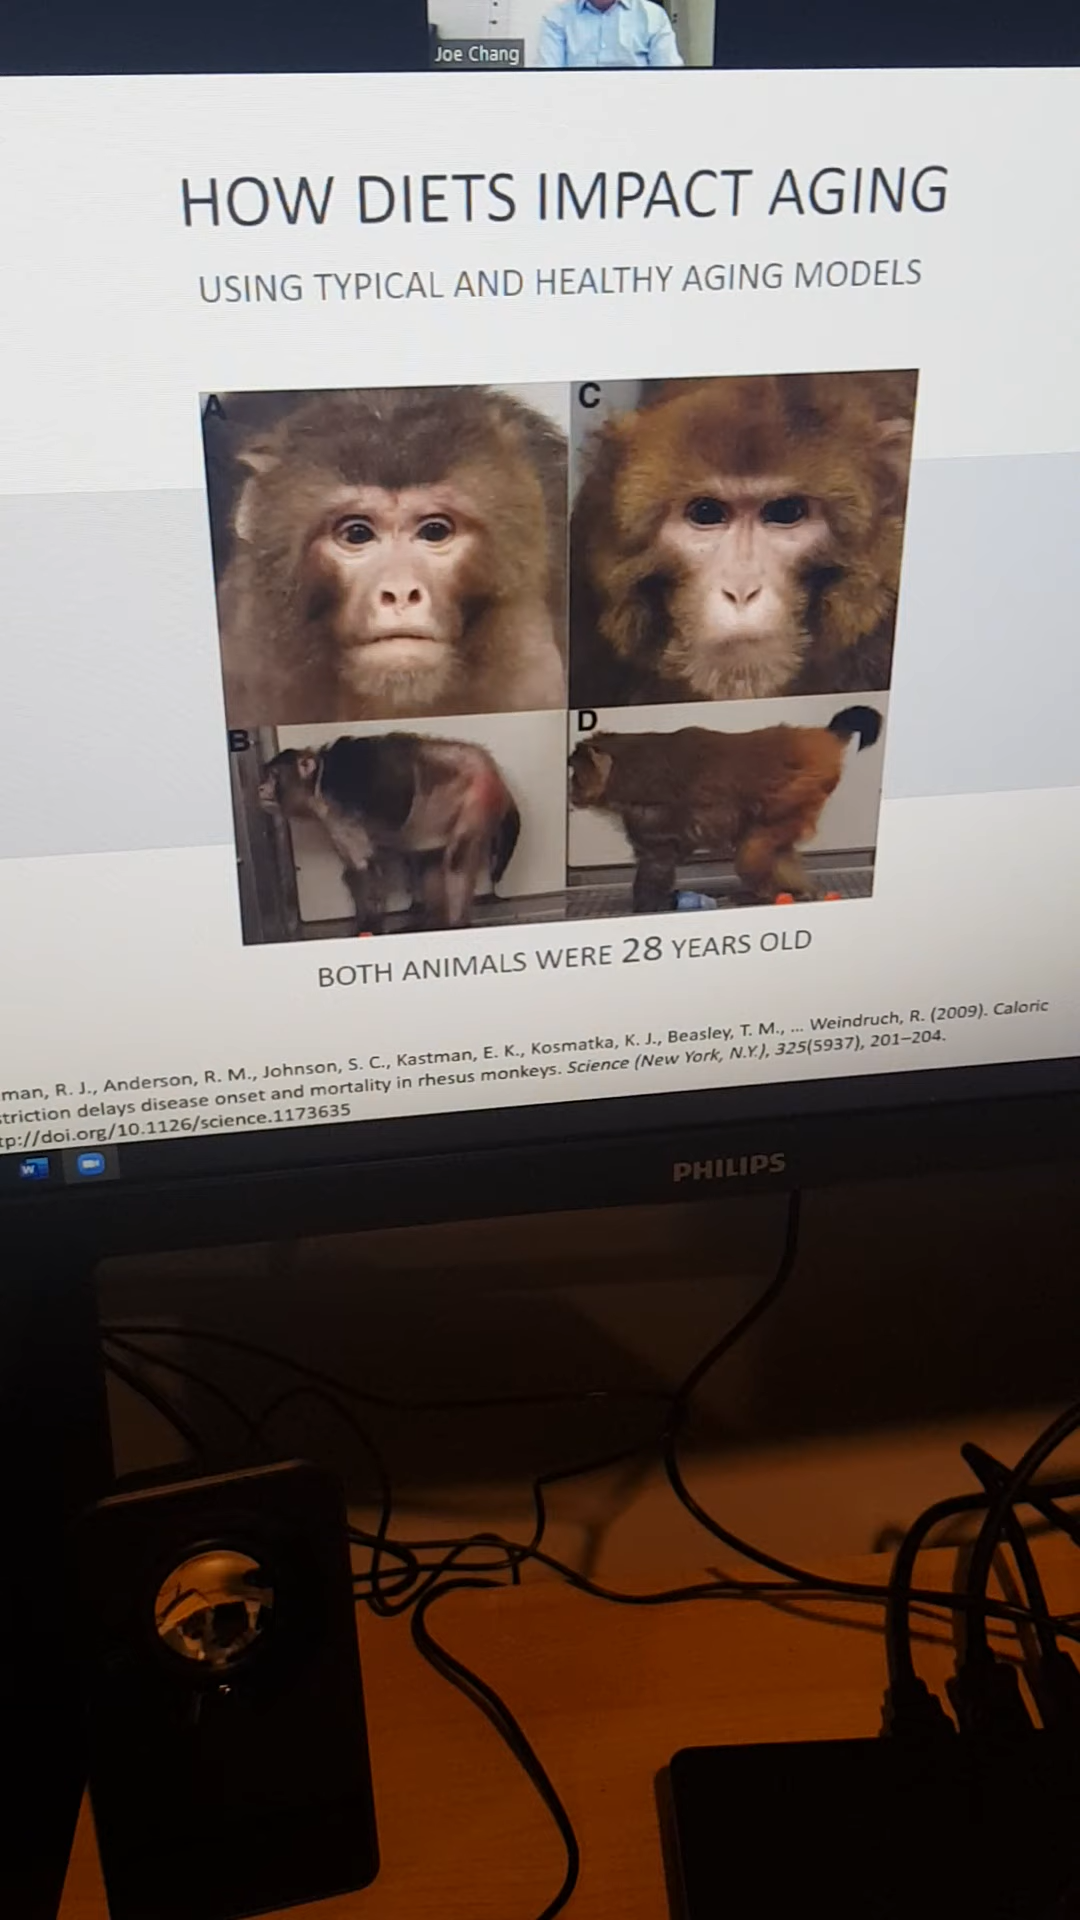 Joe Chang
HOW DIETS IMPACT AGING
USING TYPICAL AND HEALTHY AGING MODELS
A
C
B
D
BOTH ANIMALS WERE 28 YEARS OLD
man, R. J., Anderson, R. M., Johnson, S. C., Kastman, E. K., Kosmatka, K. J., Beasley, T. M., ... Weindruch, R. (2009). Caloric
striction delays disease onset and mortality in rhesus monkeys. Science (New York, N.Y.), 325(5937), 201–204.
tp://doi.org/10.1126/science.1173635
W
PHILIPS